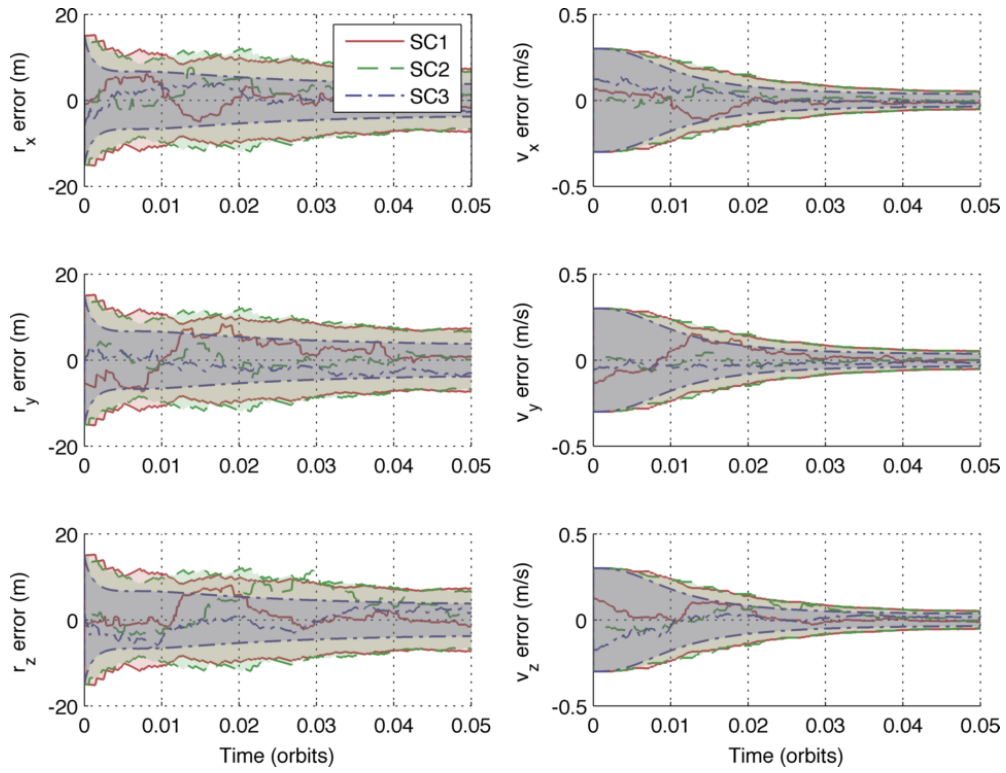 20
0
-20
r_x error (m)
0 0.01 0.02 0.03 0.04 0.05
SC1
SC2
SC3
0.5
0
-0.5
v_x error (m/s)
0 0.01 0.02 0.03 0.04 0.05
20
0
-20
r_y error (m)
0 0.01 0.02 0.03 0.04 0.05
0.5
0
-0.5
v_y error (m/s)
0 0.01 0.02 0.03 0.04 0.05
20
0
-20
r_z error (m)
0 0.01 0.02 0.03 0.04 0.05
Time (orbits)
0.5
0
-0.5
v_z error (m/s)
0 0.01 0.02 0.03 0.04 0.05
Time (orbits)